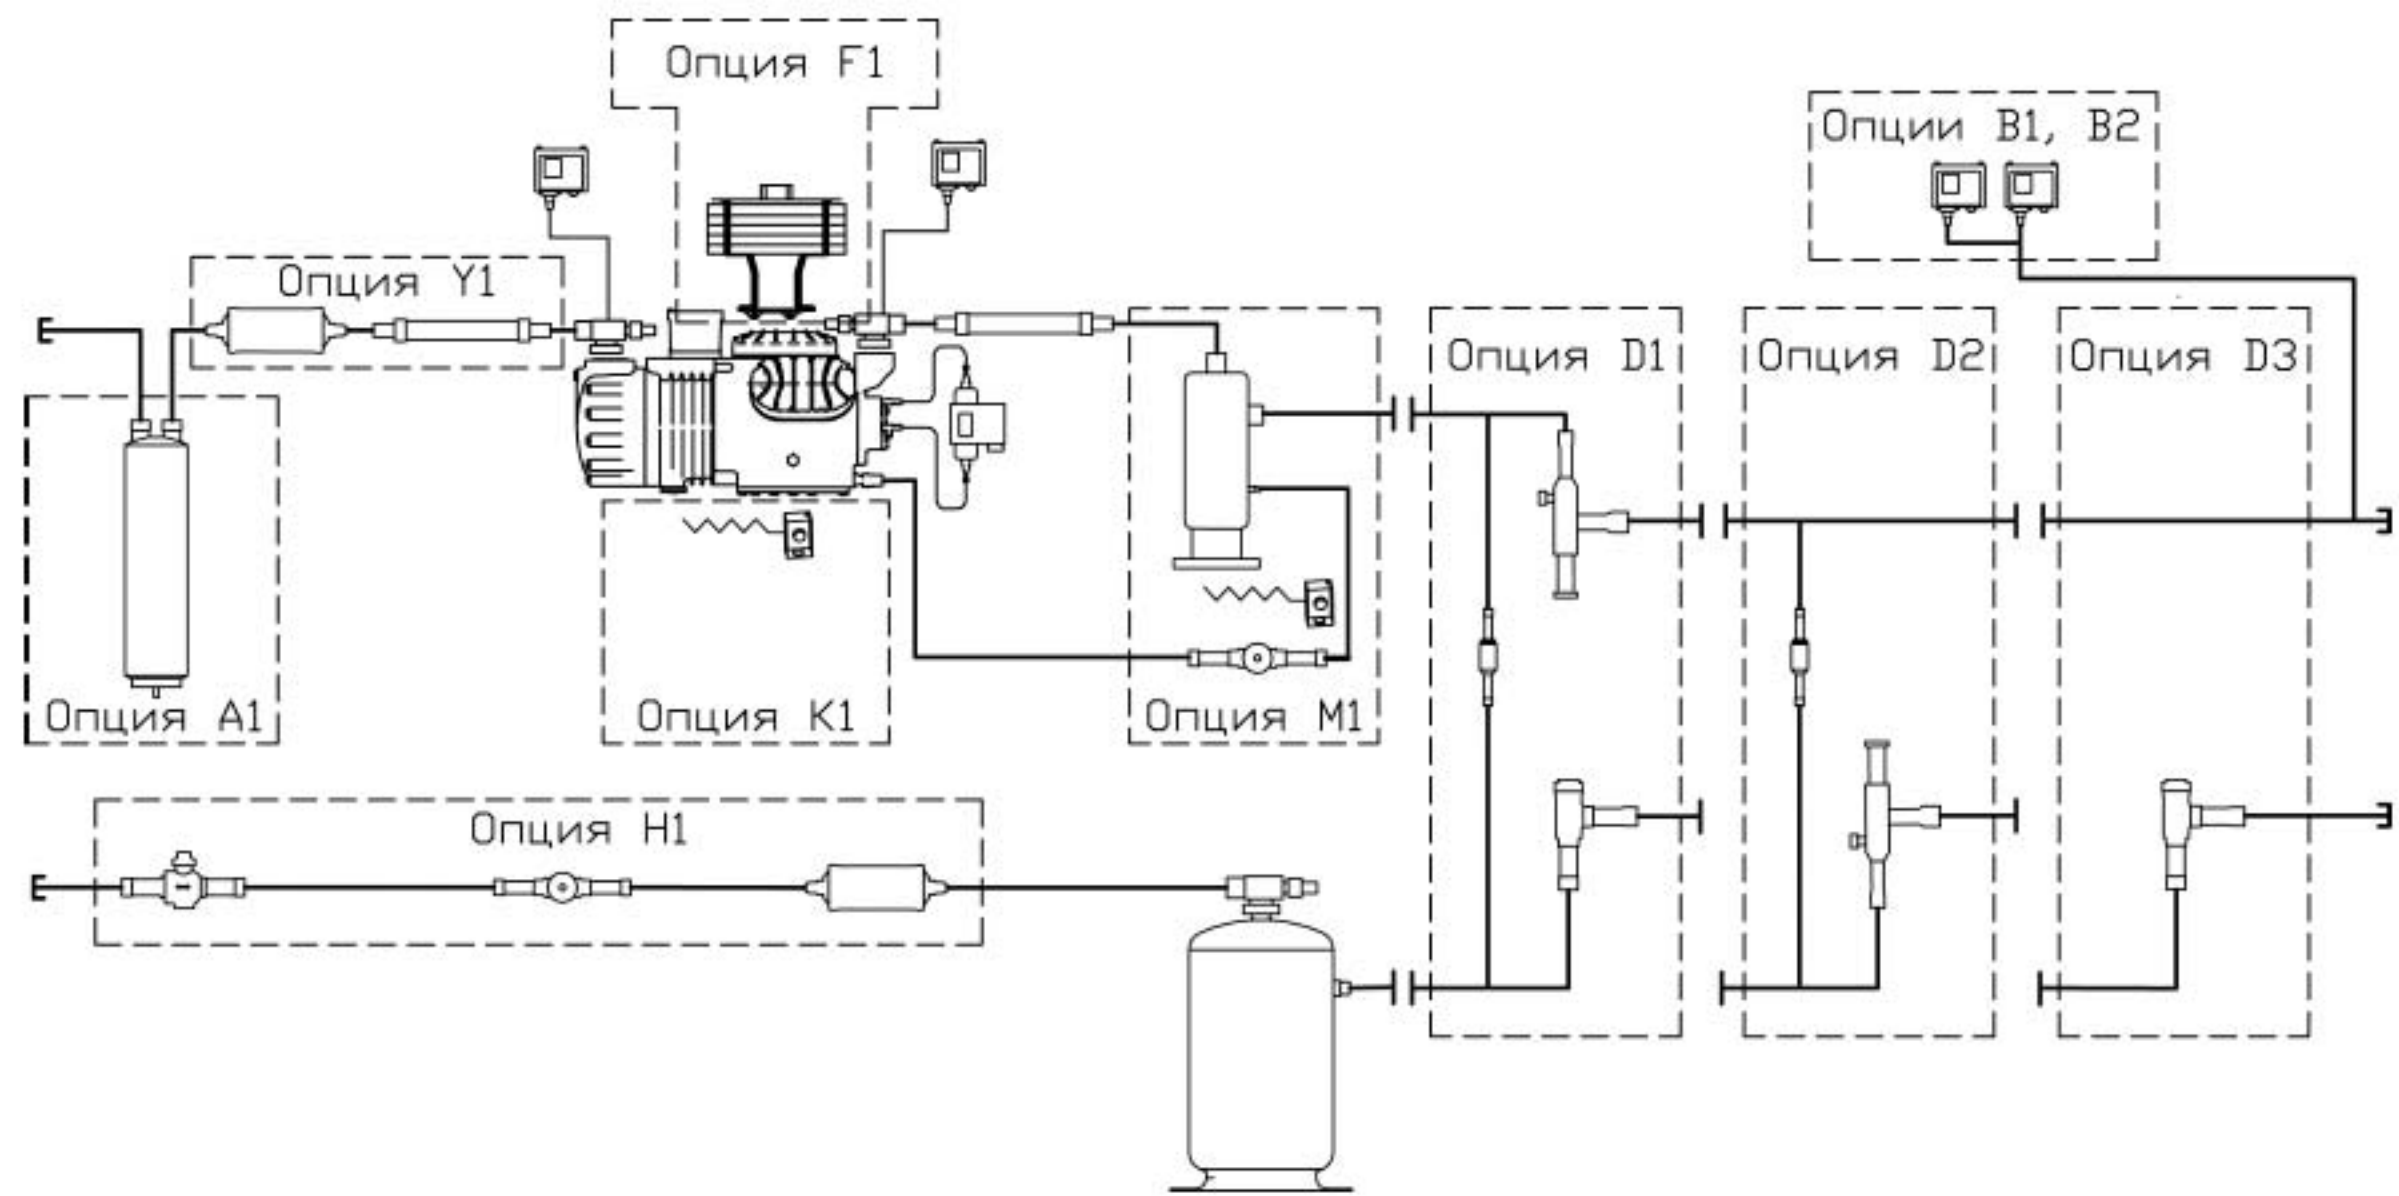 Опция F1
Опции B1, B2
Опция Y1
Опция D1
Опция D2
Опция D3
Опция A1
Опция K1
Опция M1
Опция H1